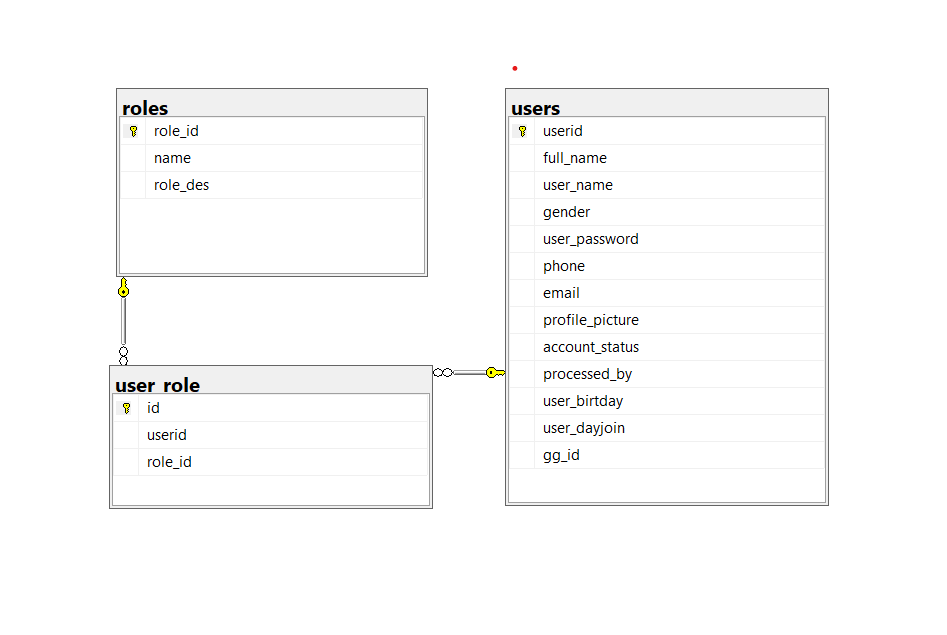 roles
role_id
name
role_des
users
userid
full_name
user_name
gender
user_password
phone
email
profile_picture
account_status
processed_by
user_birtday
user_dayjoin
gg_id
user_role
id
userid
role_id